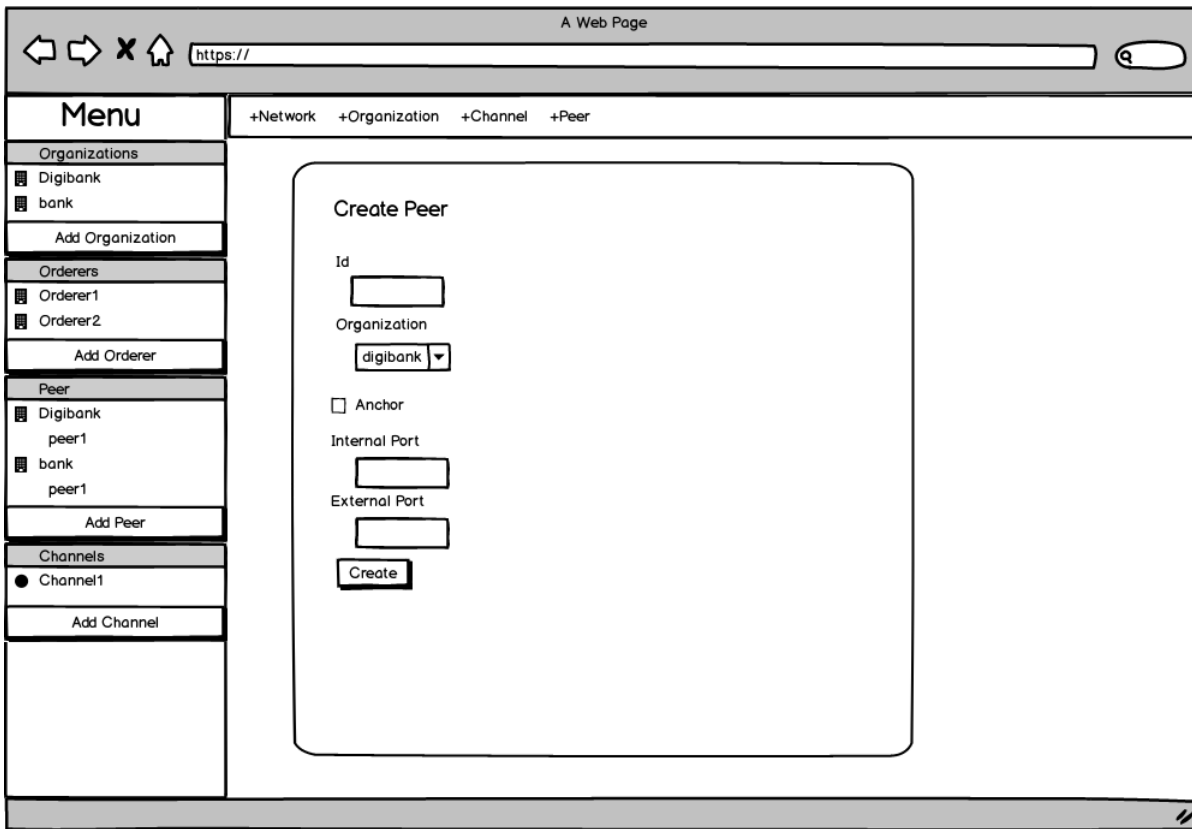 A Web Page
https://
Menu
+Network +Organization +Channel +Peer
Organizations
Digibank
bank
Add Organization
Orderers
Orderer1
Orderer2
Add Orderer
Peer
Digibank
peer1
bank
peer1
Add Peer
Channels
Channel1
Add Channel
Create Peer
Id
Organization
digibank
Anchor
Internal Port
External Port
Create